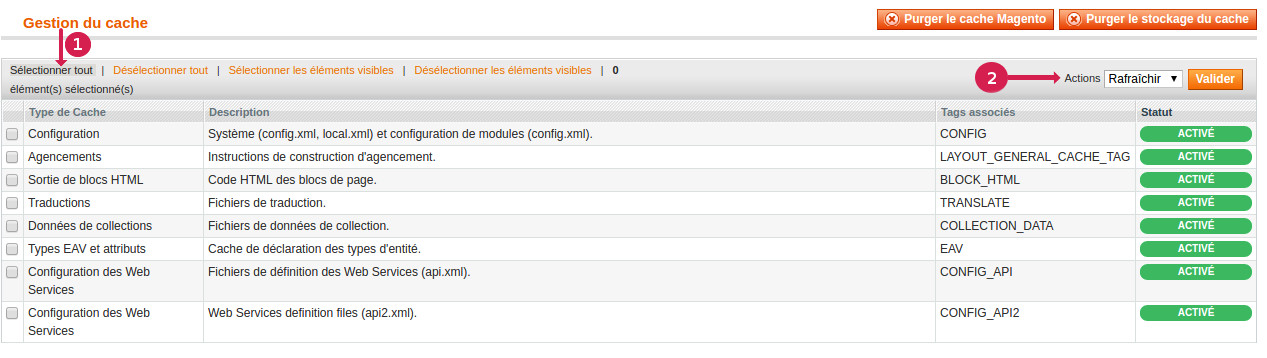 Gestion du cache
Purger le cache Magento
Purger le stockage du cache
1
Sélectionner tout | Désélectionner tout | Sélectionner les éléments visibles | Désélectionner les éléments visibles | 0
élément(s) sélectionné(s)
2
Actions Rafraîchir Valider
Type de Cache Description Tags associés Statut
Configuration Système (config.xml, local.xml) et configuration de modules (config.xml). CONFIG ACTIVÉ
Agencements Instructions de construction d'agencement. LAYOUT_GENERAL_CACHE_TAG ACTIVÉ
Sortie de blocs HTML Code HTML des blocs de page. BLOCK_HTML ACTIVÉ
Traductions Fichiers de traduction. TRANSLATE ACTIVÉ
Données de collections Fichiers de données de collection. COLLECTION_DATA ACTIVÉ
Types EAV et attributs Cache de déclaration des types d'entité. EAV ACTIVÉ
Configuration des Web Fichiers de définition des Web Services (api.xml). CONFIG_API ACTIVÉ
Services
Configuration des Web Web Services definition files (api2.xml). CONFIG_API2 ACTIVÉ
Services